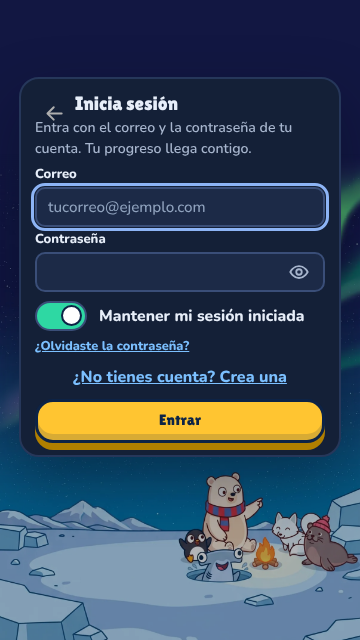 Inicia sesión
Entra con el correo y la contraseña de tu
cuenta. Tu progreso llega contigo.
Correo
tucorreo@ejemplo.com
Contraseña
Mantener mi sesión iniciada
¿Olvidaste la contraseña?
¿No tienes cuenta? Crea una
Entrar